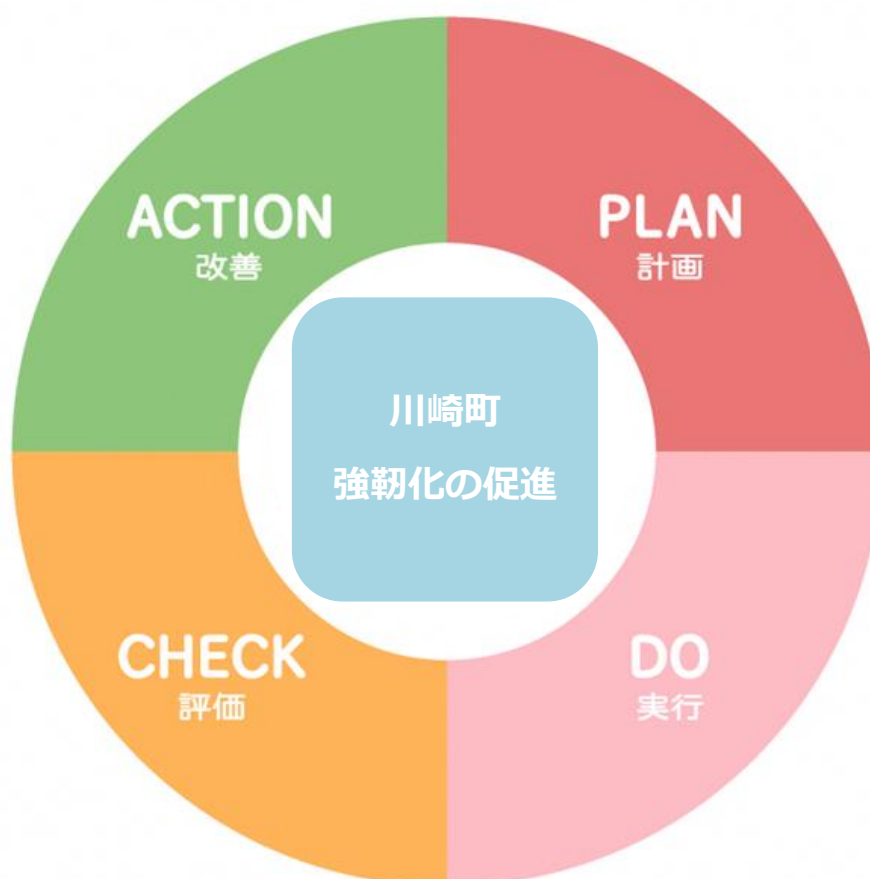 ACTION
改善
PLAN
計画
川崎町
強靭化の促進
CHECK
評価
DO
実行